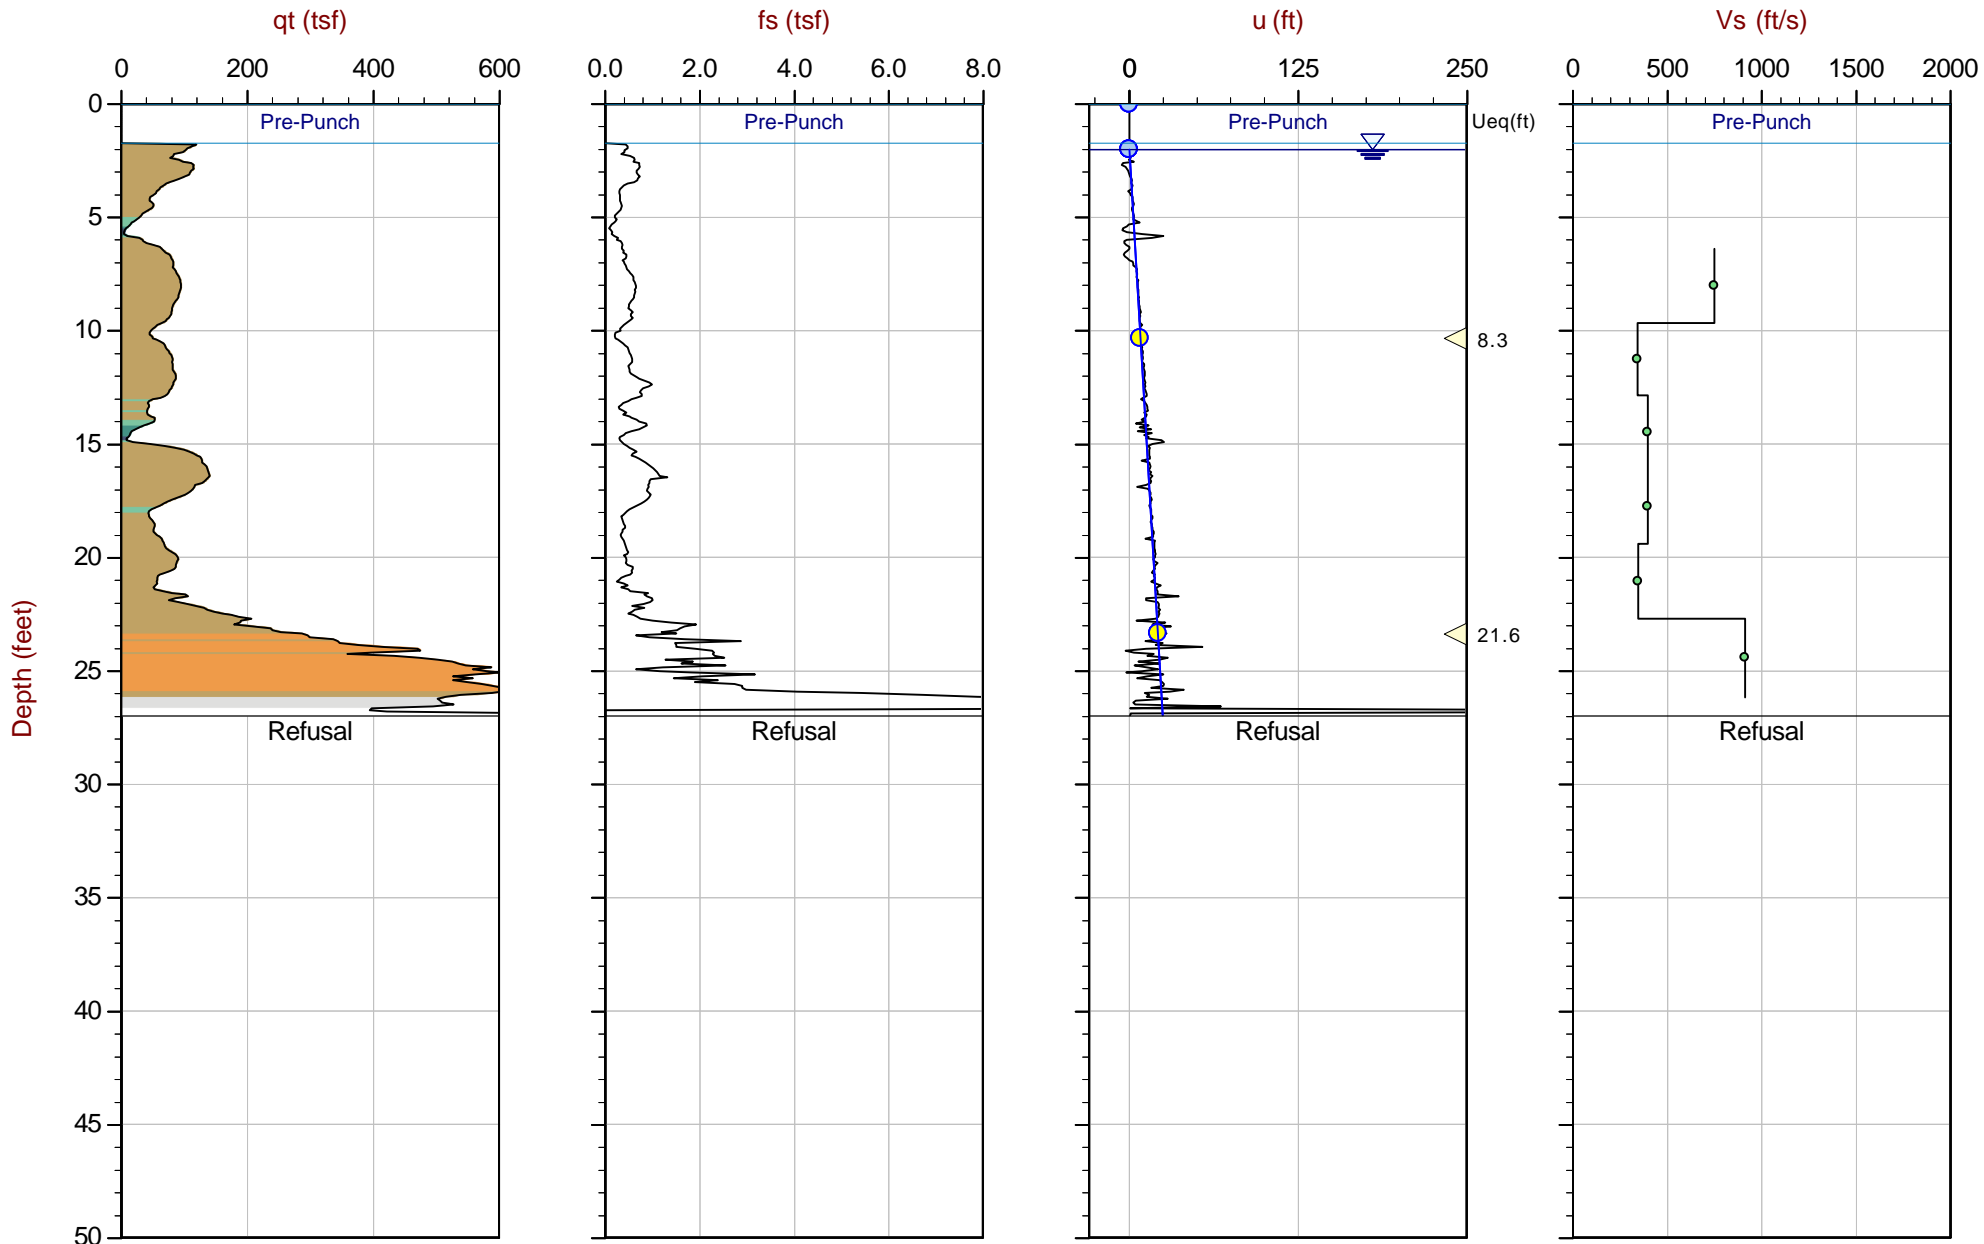 qt (tsf) fs (tsf) u (ft) Vs (ft/s)
0 200 400 600 0.0 2.0 4.0 6.0 8.0 0 125 250 0 500 1000 1500 2000
0
Pre-Punch Pre-Punch Pre-Punch Ueq(ft) Pre-Punch
5
10
8.3
15
20
21.6
25
Depth (feet)
Refusal Refusal Refusal Refusal
30
35
40
45
50